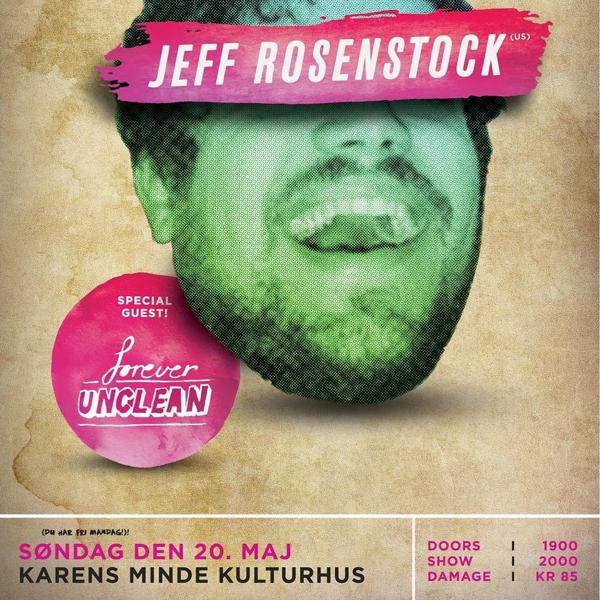 JEFF ROSENSTOCK (US)
SPECIAL
GUEST!
forever
UNCLEAN
(DU HAR FRI MANDAG!)!
SØNDAG DEN 20. MAJ
KARENS MINDE KULTURHUS
DOORS | 1900
SHOW | 2000
DAMAGE | KR 85